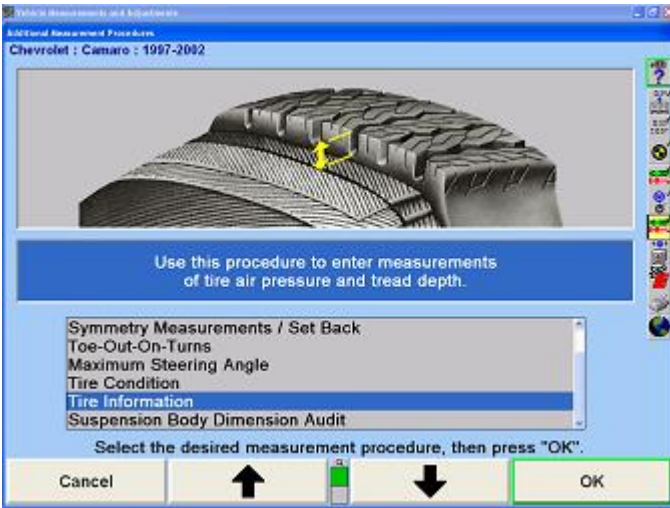 Vehicle Measurements and Adjustments
Additional Measurement Procedures
Chevrolet : Camaro : 1997-2002
Use this procedure to enter measurements
of tire air pressure and tread depth.
Symmetry Measurements / Set Back
Toe-Out-On-Turns
Maximum Steering Angle
Tire Condition
Tire Information
Suspension Body Dimension Audit
Select the desired measurement procedure, then press "OK".
Cancel
OK